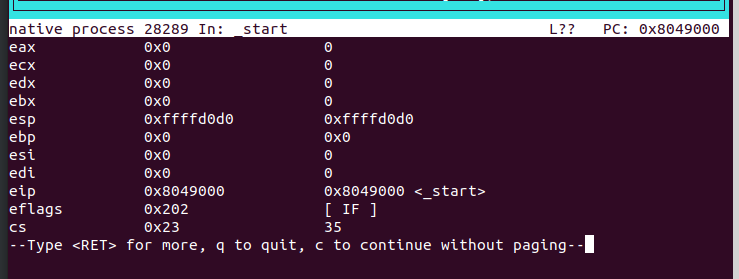 native process 28289 In: _start L?? PC: 0x8049000
eax 0x0 0
ecx 0x0 0
edx 0x0 0
ebx 0x0 0
esp 0xffffd0d0 0xffffd0d0
ebp 0x0 0x0
esi 0x0 0
edi 0x0 0
eip 0x8049000 0x8049000 <_start>
eflags 0x202 [ IF ]
cs 0x23 35
--Type <RET> for more, q to quit, c to continue without paging--